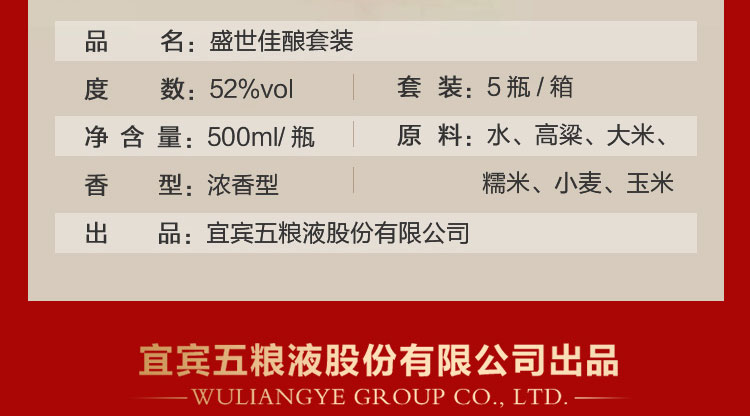 品 名：盛世佳酿套装
度 数：52%vol 套 装：5瓶/箱
净含量：500ml/瓶 原 料：水、高粱、大米、
香 型：浓香型 糯米、小麦、玉米
出 品：宜宾五粮液股份有限公司
宜宾五粮液股份有限公司出品
WULIANGYE GROUP CO., LTD.